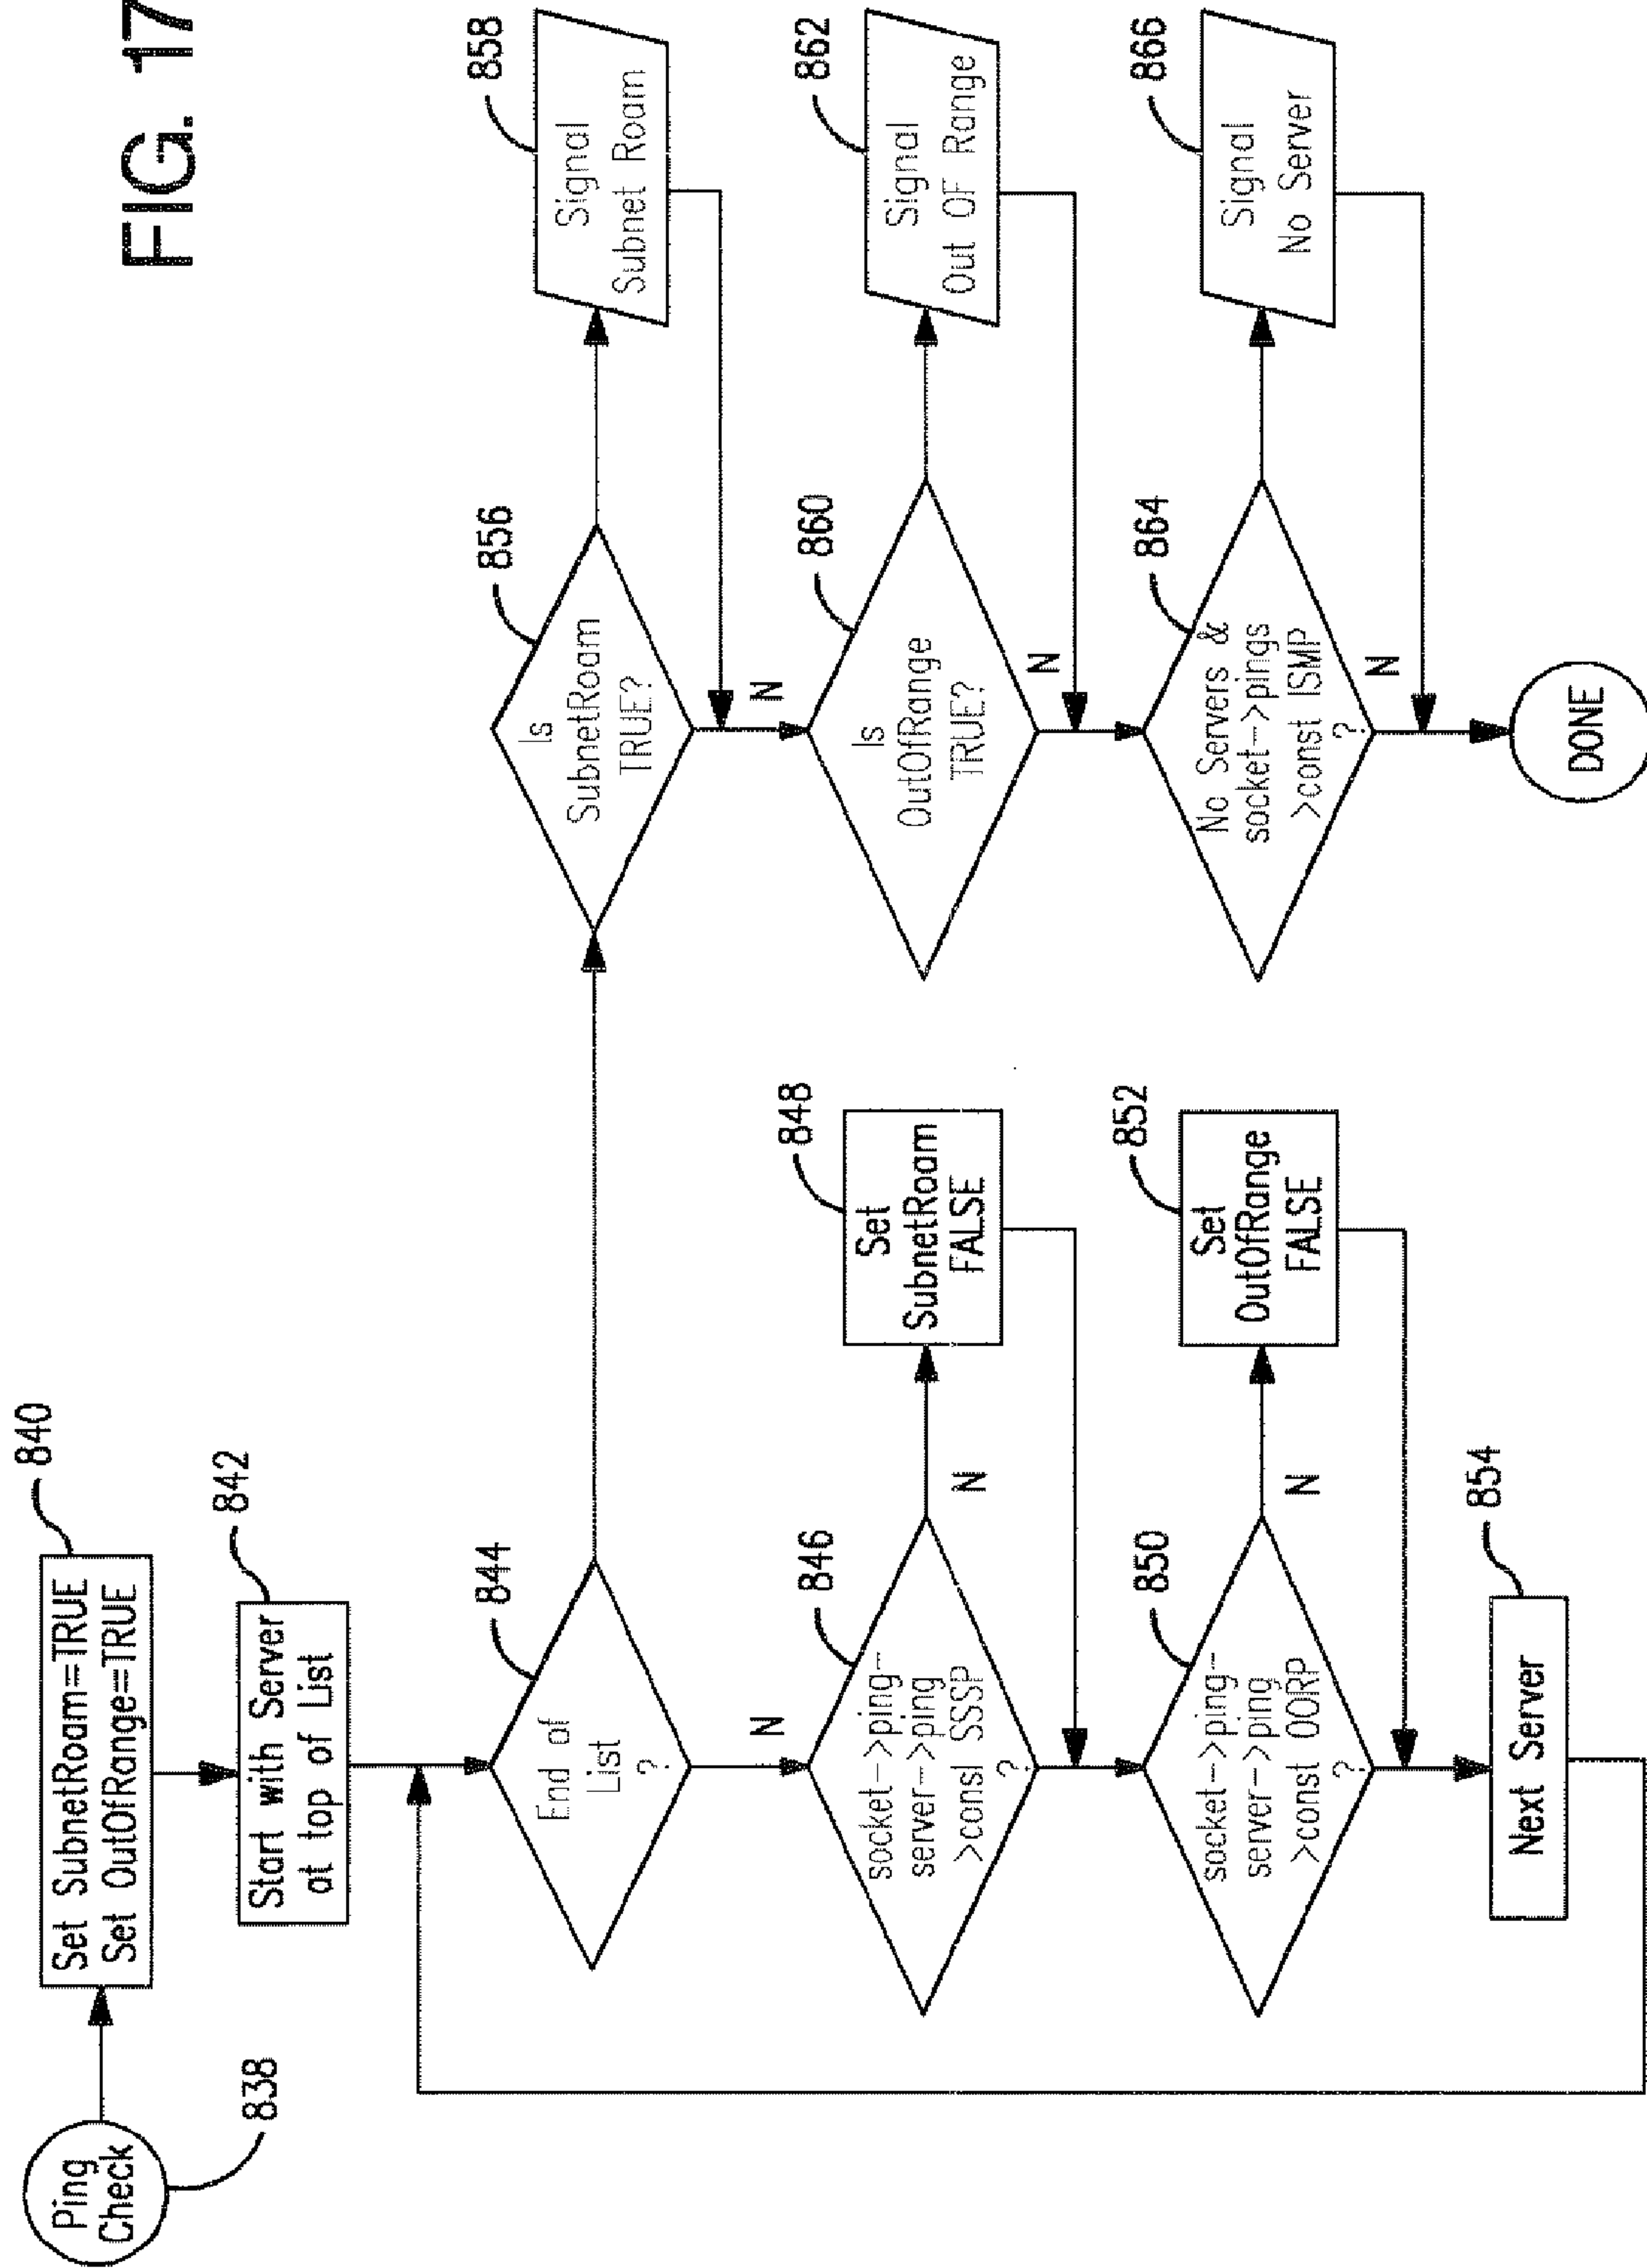 FIG. 17
Ping
Check
838
Set SubnetRoam=TRUE
Set OutOfRange=TRUE
840
Start with Server
at top of List
842
End of
List
?
844
N
socket->ping-
server->ping
>const SSSP
?
846
N
Set
SubnetRoam
FALSE
848
socket->ping-
server->ping
>const OORP
?
850
N
Set
OutOfRange
FALSE
852
Next Server
854
Is
SubnetRoam
TRUE?
856
Signal
Subnet Roam
858
N
Is
OutOfRange
TRUE?
860
Signal
Out OF Range
862
N
No Servers &
socket->pings
>const ISMP
?
864
Signal
No Server
866
N
DONE